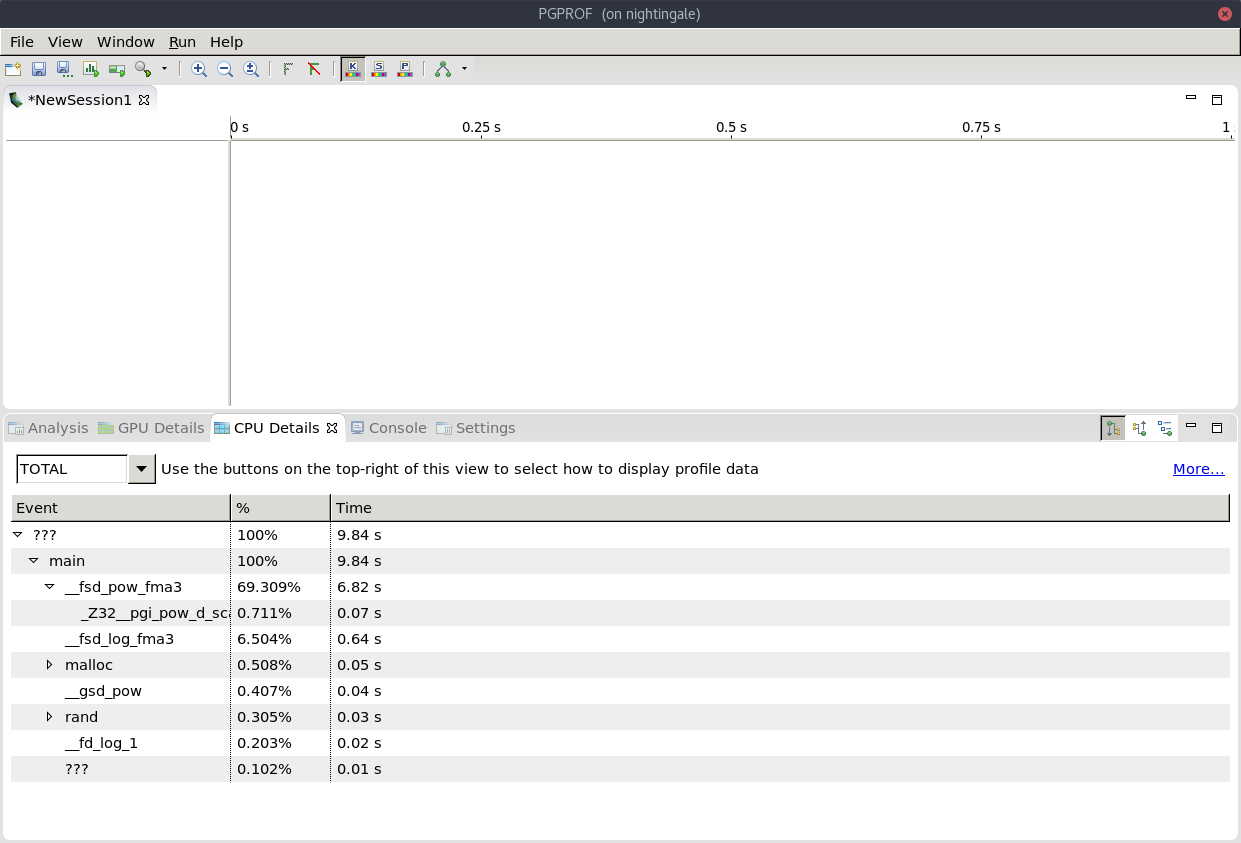 PGPROF (on nightingale)
File View Window Run Help
K S P
*NewSession1
0 s 0.25 s 0.5 s 0.75 s 1
Analysis GPU Details CPU Details Console Settings
TOTAL Use the buttons on the top-right of this view to select how to display profile data More...
Event % Time
??? 100% 9.84 s
main 100% 9.84 s
__fsd_pow_fma3 69.309% 6.82 s
_Z32__pgi_pow_d_sc 0.711% 0.07 s
__fsd_log_fma3 6.504% 0.64 s
malloc 0.508% 0.05 s
__gsd_pow 0.407% 0.04 s
rand 0.305% 0.03 s
__fd_log_1 0.203% 0.02 s
??? 0.102% 0.01 s